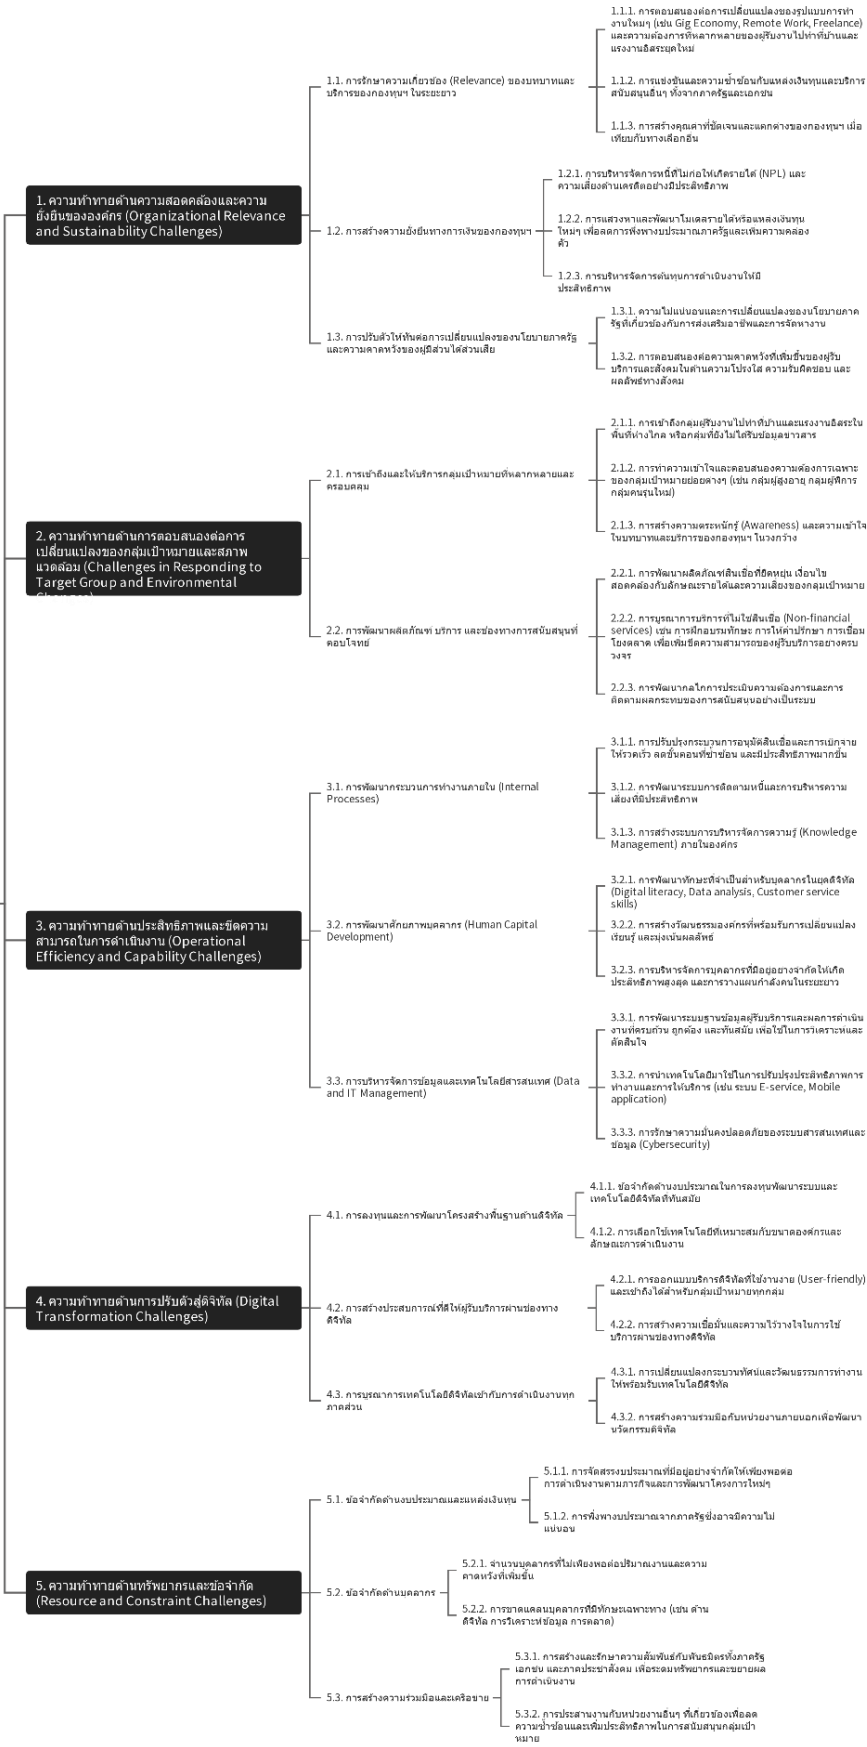 1. ความท้าทายด้านความสอดคล้องและความ
ยั่งยืนขององค์กร (Organizational Relevance
and Sustainability Challenges)
1.1. การรักษาความเกี่ยวข้อง (Relevance) ของบทบาทและ
บริการของกองทุนฯ ในระยะยาว
1.1.1. การตอบสนองต่อการเปลี่ยนแปลงของรูปแบบการทำ
งานใหม่ๆ (เช่น Gig Economy, Remote Work, Freelance)
และความต้องการที่หลากหลายของผู้รับงานไปทำที่บ้านและ
แรงงานอิสระยุคใหม่
1.1.2. การแข่งขันและความซ้ำซ้อนกับแหล่งเงินทุนและบริการ
สนับสนุนอื่นๆ ทั้งจากภาครัฐและเอกชน
1.1.3. การสร้างคุณค่าที่ชัดเจนและแตกต่างของกองทุนฯ เมื่อ
เทียบกับทางเลือกอื่น
1.2. การสร้างความยั่งยืนทางการเงินของกองทุนฯ
1.2.1. การบริหารจัดการหนี้ที่ไม่ก่อให้เกิดรายได้ (NPL) และ
ความเสี่ยงด้านเครดิตอย่างมีประสิทธิภาพ
1.2.2. การแสวงหาและพัฒนาโมเดลรายได้หรือแหล่งเงินทุน
ใหม่ๆ เพื่อลดการพึ่งพางบประมาณภาครัฐและเพิ่มความคล่อง
ตัว
1.2.3. การบริหารจัดการต้นทุนการดำเนินงานให้มี
ประสิทธิภาพ
1.3. การปรับตัวให้ทันต่อการเปลี่ยนแปลงของนโยบายภาครัฐ
และความคาดหวังของผู้มีส่วนได้ส่วนเสีย
1.3.1. ความไม่แน่นอนและการเปลี่ยนแปลงของนโยบายภาค
รัฐที่เกี่ยวข้องกับการส่งเสริมอาชีพและการจัดหางาน
1.3.2. การตอบสนองต่อความคาดหวังที่เพิ่มขึ้นของผู้รับ
บริการและสังคมในด้านความโปร่งใส ความรับผิดชอบ และ
ผลลัพธ์ทางสังคม
2. ความท้าทายด้านการตอบสนองต่อการ
เปลี่ยนแปลงของกลุ่มเป้าหมายและสภาพ
แวดล้อม (Challenges in Responding to
Target Group and Environmental
Changes)
2.1. การเข้าถึงและให้บริการกลุ่มเป้าหมายที่หลากหลายและ
ครอบคลุม
2.1.1. การเข้าถึงกลุ่มผู้รับงานไปทำที่บ้านและแรงงานอิสระใน
พื้นที่ห่างไกล หรือกลุ่มที่ยังไม่ได้รับข้อมูลข่าวสาร
2.1.2. การทำความเข้าใจและตอบสนองความต้องการเฉพาะ
ของกลุ่มเป้าหมายย่อยต่างๆ (เช่น กลุ่มผู้สูงอายุ กลุ่มผู้พิการ
กลุ่มคนรุ่นใหม่)
2.1.3. การสร้างความตระหนักรู้ (Awareness) และความเข้าใจ
ในบทบาทและบริการของกองทุนฯ ในวงกว้าง
2.2. การพัฒนาผลิตภัณฑ์ บริการ และช่องทางการสนับสนุนที่
ตอบโจทย์
2.2.1. การพัฒนาผลิตภัณฑ์สินเชื่อที่ยืดหยุ่น เงื่อนไข
สอดคล้องกับลักษณะรายได้และความเสี่ยงของกลุ่มเป้าหมาย
2.2.2. การบูรณาการบริการที่ไม่ใช่สินเชื่อ (Non-financial
services) เช่น การฝึกอบรมทักษะ การให้คำปรึกษา การเชื่อม
โยงตลาด เพื่อเพิ่มขีดความสามารถของผู้รับบริการอย่างครบ
วงจร
2.2.3. การพัฒนากลไกการประเมินความต้องการและการ
ติดตามผลกระทบของการสนับสนุนอย่างเป็นระบบ
3. ความท้าทายด้านประสิทธิภาพและขีดความ
สามารถในการดำเนินงาน (Operational
Efficiency and Capability Challenges)
3.1. การพัฒนากระบวนการทำงานภายใน (Internal
Processes)
3.1.1. การปรับปรุงกระบวนการอนุมัติสินเชื่อและการเบิกจ่าย
ให้รวดเร็ว ลดขั้นตอนที่ซ้ำซ้อน และมีประสิทธิภาพมากขึ้น
3.1.2. การพัฒนาระบบการติดตามหนี้และการบริหารความ
เสี่ยงที่มีประสิทธิภาพ
3.1.3. การสร้างระบบการบริหารจัดการความรู้ (Knowledge
Management) ภายในองค์กร
3.2. การพัฒนาศักยภาพบุคลากร (Human Capital
Development)
3.2.1. การพัฒนาทักษะที่จำเป็นสำหรับบุคลากรในยุคดิจิทัล
(Digital literacy, Data analysis, Customer service
skills)
3.2.2. การสร้างวัฒนธรรมองค์กรที่พร้อมรับการเปลี่ยนแปลง
เรียนรู้ และมุ่งเน้นผลลัพธ์
3.2.3. การบริหารจัดการบุคลากรที่มีอยู่อย่างจำกัดให้เกิด
ประสิทธิภาพสูงสุด และการวางแผนกำลังคนในระยะยาว
3.3. การบริหารจัดการข้อมูลและเทคโนโลยีสารสนเทศ (Data
and IT Management)
3.3.1. การพัฒนาระบบฐานข้อมูลผู้รับบริการและผลการดำเนิน
งานที่ครบถ้วน ถูกต้อง และทันสมัย เพื่อใช้ในการวิเคราะห์และ
ตัดสินใจ
3.3.2. การนำเทคโนโลยีมาใช้ในการปรับปรุงประสิทธิภาพการ
ทำงานและการให้บริการ (เช่น ระบบ E-service, Mobile
application)
3.3.3. การรักษาความมั่นคงปลอดภัยของระบบสารสนเทศและ
ข้อมูล (Cybersecurity)
4. ความท้าทายด้านการปรับตัวสู่ดิจิทัล (Digital
Transformation Challenges)
4.1. การลงทุนและการพัฒนาโครงสร้างพื้นฐานด้านดิจิทัล
4.1.1. ข้อจำกัดด้านงบประมาณในการลงทุนพัฒนาระบบและ
เทคโนโลยีดิจิทัลที่ทันสมัย
4.1.2. การเลือกใช้เทคโนโลยีที่เหมาะสมกับขนาดองค์กรและ
ลักษณะการดำเนินงาน
4.2. การสร้างประสบการณ์ที่ดีให้ผู้รับบริการผ่านช่องทาง
ดิจิทัล
4.2.1. การออกแบบบริการดิจิทัลที่ใช้งานง่าย (User-friendly)
และเข้าถึงได้สำหรับกลุ่มเป้าหมายทุกกลุ่ม
4.2.2. การสร้างความเชื่อมั่นและความไว้วางใจในการใช้
บริการผ่านช่องทางดิจิทัล
4.3. การบูรณาการเทคโนโลยีดิจิทัลเข้ากับการดำเนินงานทุก
ภาคส่วน
4.3.1. การเปลี่ยนแปลงกระบวนทัศน์และวัฒนธรรมการทำงาน
ให้พร้อมรับเทคโนโลยีดิจิทัล
4.3.2. การสร้างความร่วมมือกับหน่วยงานภายนอกเพื่อพัฒนา
นวัตกรรมดิจิทัล
5. ความท้าทายด้านทรัพยากรและข้อจำกัด
(Resource and Constraint Challenges)
5.1. ข้อจำกัดด้านงบประมาณและแหล่งเงินทุน
5.1.1. การจัดสรรงบประมาณที่มีอยู่อย่างจำกัดให้เพียงพอต่อ
การดำเนินงานตามภารกิจและการพัฒนาโครงการใหม่ๆ
5.1.2. การพึ่งพางบประมาณจากภาครัฐซึ่งอาจมีความไม่
แน่นอน
5.2. ข้อจำกัดด้านบุคลากร
5.2.1. จำนวนบุคลากรที่ไม่เพียงพอต่อปริมาณงานและความ
คาดหวังที่เพิ่มขึ้น
5.2.2. การขาดแคลนบุคลากรที่มีทักษะเฉพาะทาง (เช่น ด้าน
ดิจิทัล การวิเคราะห์ข้อมูล การตลาด)
5.3. การสร้างความร่วมมือและเครือข่าย
5.3.1. การสร้างและรักษาความสัมพันธ์กับพันธมิตรทั้งภาครัฐ
เอกชน และภาคประชาสังคม เพื่อระดมทรัพยากรและขยายผล
การดำเนินงาน
5.3.2. การประสานงานกับหน่วยงานอื่นๆ ที่เกี่ยวข้องเพื่อลด
ความซ้ำซ้อนและเพิ่มประสิทธิภาพในการสนับสนุนกลุ่มเป้า
หมาย